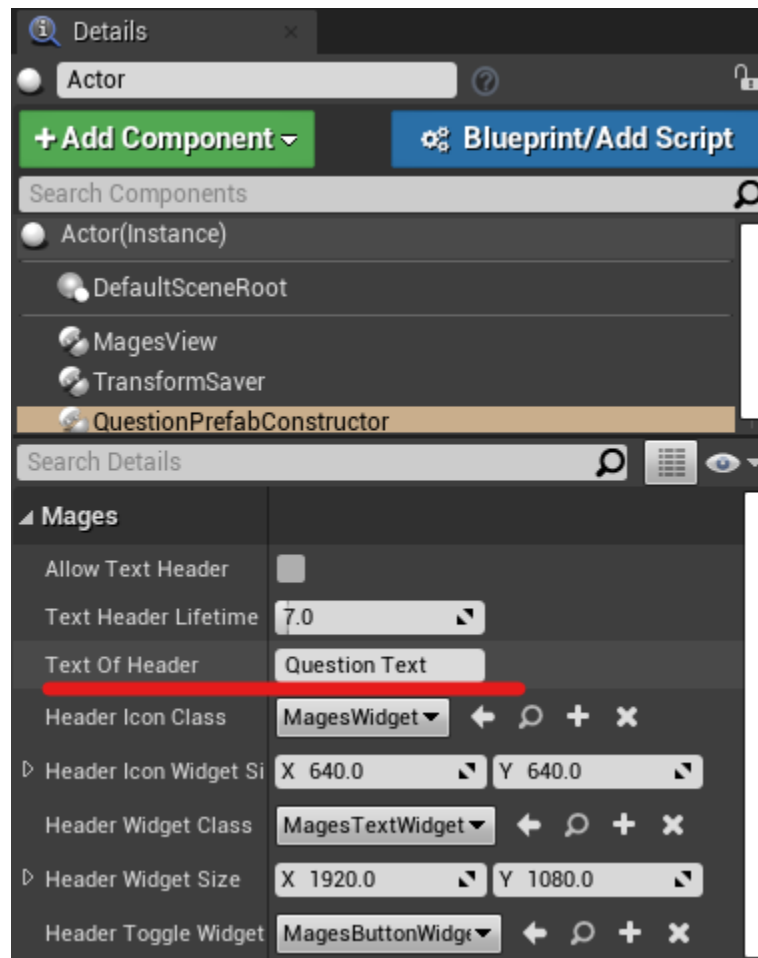 Details
Actor
+ Add Component
Blueprint/Add Script
Search Components
Actor(Instance)
DefaultSceneRoot
MagesView
TransformSaver
QuestionPrefabConstructor
Search Details
Mages
Allow Text Header
Text Header Lifetime 7.0
Text Of Header Question Text
Header Icon Class MagesWidget
Header Icon Widget Si X 640.0 Y 640.0
Header Widget Class MagesTextWidget
Header Widget Size X 1920.0 Y 1080.0
Header Toggle Widget MagesButtonWidge